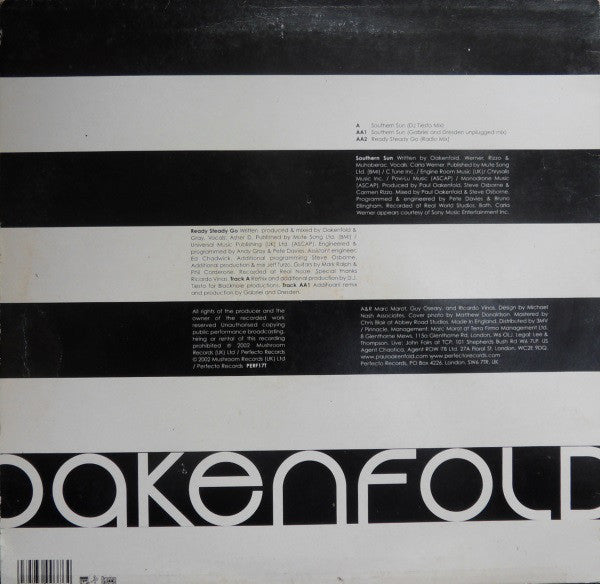 A Southern Sun (DJ Tiesto Mix)
AA1 Southern Sun (Gabriel and Dresden unplugged mix)
AA2 Ready Steady Go (Radio Mix)
Southern Sun Written by Oakenfold, Werner, Rizzo &
Muhoberac. Vocals: Carla Werner. Published by Mute Song
Ltd. (BMI) / C Tune Inc. / Engine Room Music (UK)/ Chrysalis
Music Inc. / Pow-Lu Music (ASCAP) / Monodrone Music
(ASCAP). Produced by Paul Oakenfold, Steve Osborne &
Carmen Rizzo. Mixed by Paul Oakenfold & Steve Osborne.
Programmed & engineered by Pete Davies & Bruno
Ellingham. Recorded at Real World Studios, Bath. Carla
Werner appears courtesy of Sony Music Entertainment Inc.
Ready Steady Go Written, produced & mixed by Oakenfold &
Gray. Vocals: Asher D. Published by Mute Song Ltd. (BMI) /
Universal Music Publishing (UK) Ltd. (ASCAP). Engineered &
programmed by Andy Gray & Pete Davies. Assistant engineer:
Ed Chadwick. Additional programming Steve Osborne.
Additional production & mix Jeff Turzo. Guitars by Mark Ralph &
Phil Calderone. Recorded at Real Noise. Special thanks
Ricardo Vinas. Track A Remix and additional production by DJ.
Tiesto for Blackhole productions. Track AA1 Additional remix
and production by Gabriel and Dresden.
All rights of the producer and the
owner of the recorded work
reserved. Unauthorised copying
public performance broadcasting,
hiring or rental of this recording
prohibited ℗ 2002 Mushroom
Records (UK) Ltd / Perfecto Records
© 2002 Mushroom Records (UK) Ltd
/ Perfecto Records PERF17T
A&R Marc Marot, Guy Oseary, and Ricardo Vinas. Design by Michael
Nash Associates. Cover photo by Matthew Donaldson. Mastered by
Chris Blair at Abbey Road Studios. Made in England. Distributed by 3MV
/ Pinnacle. Management: Marc Marot at Terra Firma Management Ltd.
8 Glenthorne Mews, 115a Glenthorne Rd. London. W6 OLJ. Legal: Lee &
Thompson. Live: John Pain at TCP. 101 Shepherds Bush Rd W6 7LP. US
Agent Chaotica. Agent ROW ITB Ltd. 27A Floral St. London. WC2E 9DQ.
www.pauloakenfold.com www.perfectorecords.com
Perfecto Records, PO Box 4226, London, SW6 7XR, UK
oakenfold